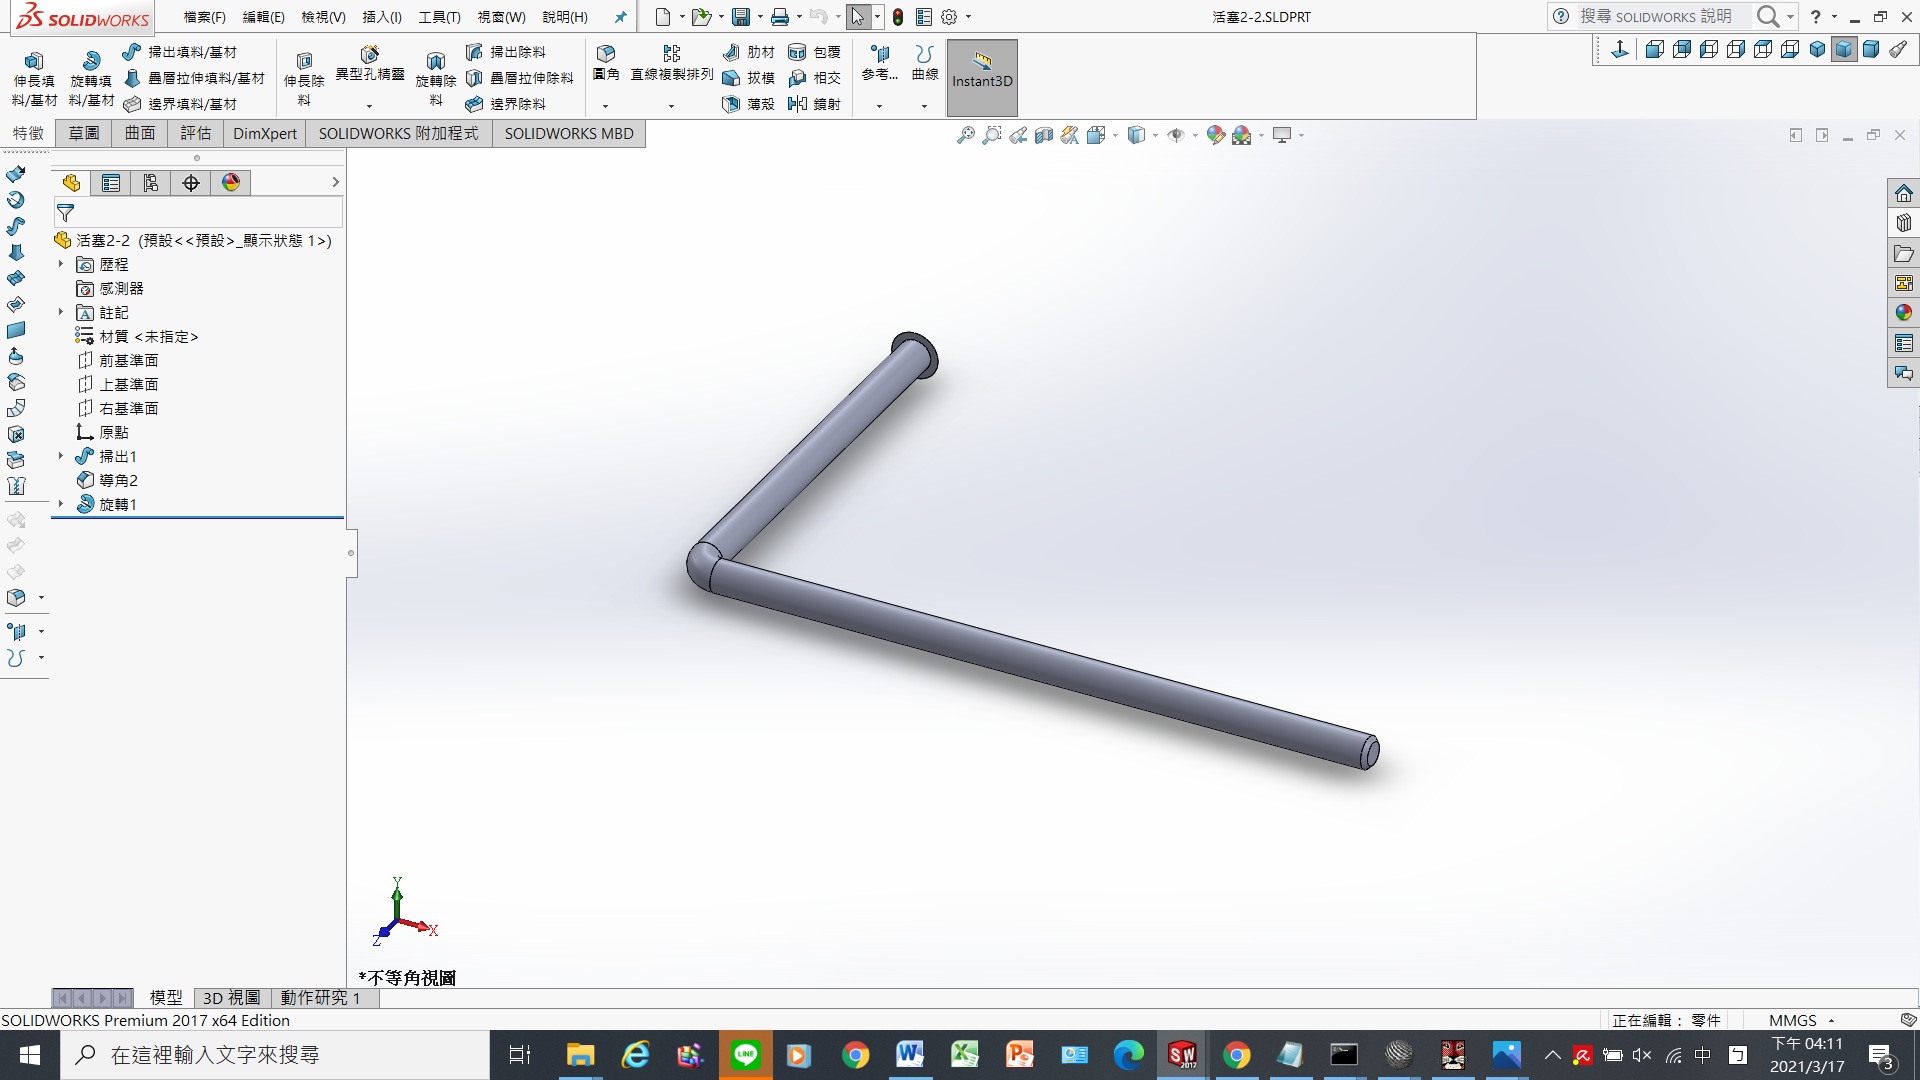 SOLIDWORKS
檔案(F) 編輯(E) 檢視(V) 插入(I) 工具(T) 視窗(W) 說明(H)
活塞2-2.SLDPRT
搜尋 SOLIDWORKS 說明
伸長填料/基材
旋轉填料/基材
掃出填料/基材
疊層拉伸填料/基材
邊界填料/基材
伸長除料
異型孔精靈
旋轉除料
掃出除料
疊層拉伸除料
邊界除料
圓角
直線複製排列
肋材
拔模
薄殼
包覆
相交
鏡射
參考...
曲線
Instant3D
特徵 草圖 曲面 評估 DimXpert SOLIDWORKS 附加程式 SOLIDWORKS MBD
活塞2-2 (預設<<預設>_顯示狀態 1>)
歷程
感測器
註記
材質 <未指定>
前基準面
上基準面
右基準面
原點
掃出1
導角2
旋轉1
Y
X
Z
*不等角視圖
模型 3D 視圖 動作研究 1
SOLIDWORKS Premium 2017 x64 Edition
正在編輯： 零件
MMGS
在這裡輸入文字來搜尋
LINE
SW
2017
中
下午 04:11
2021/3/17
3